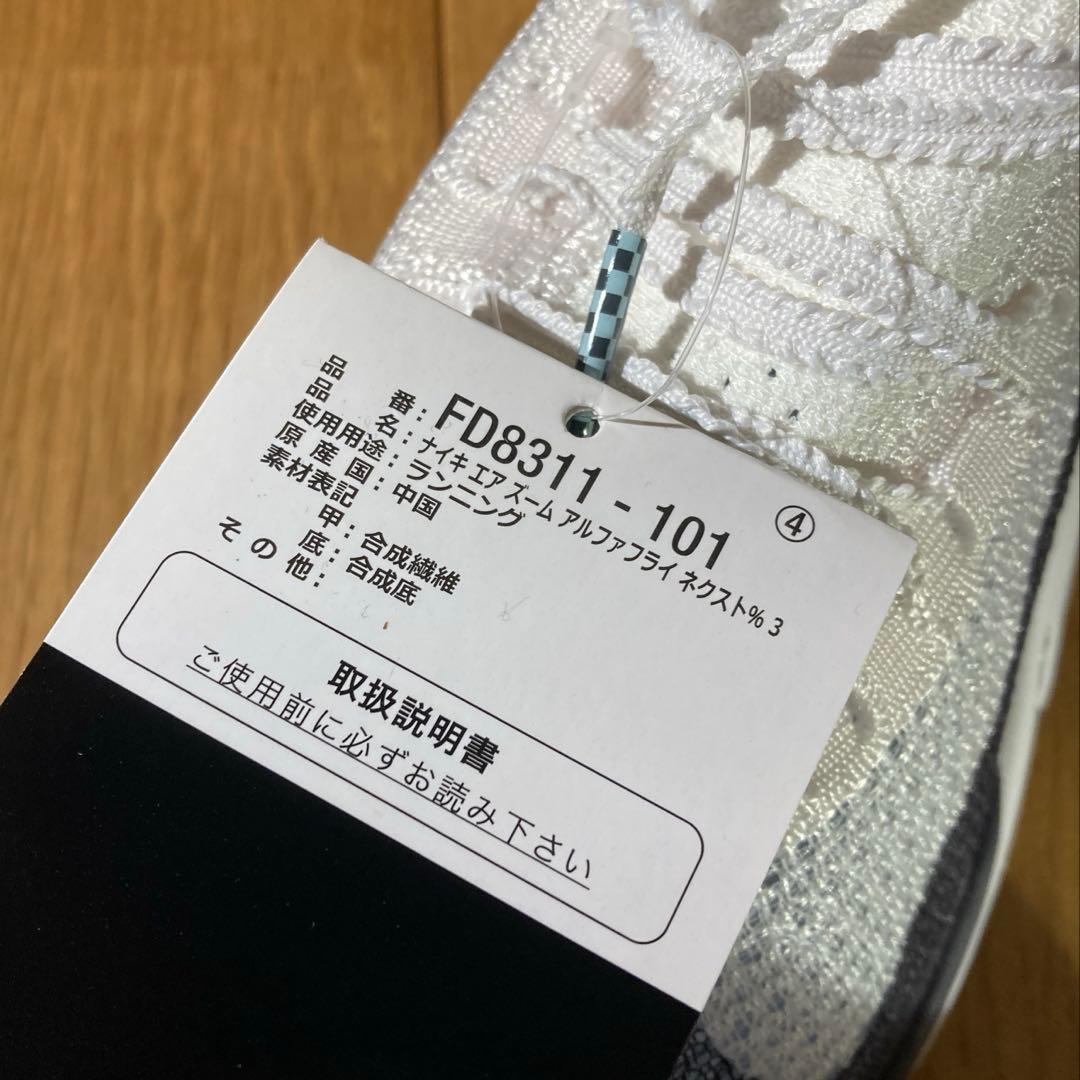 品番：FD8311 - 101 ④
品名：ナイキ エア ズーム アルファフライ ネクスト% 3
使用用途：ランニング
原産国：中国
素材表記
甲：合成繊維
底：合成底
その他：
取扱説明書
ご使用前に必ずお読み下さい